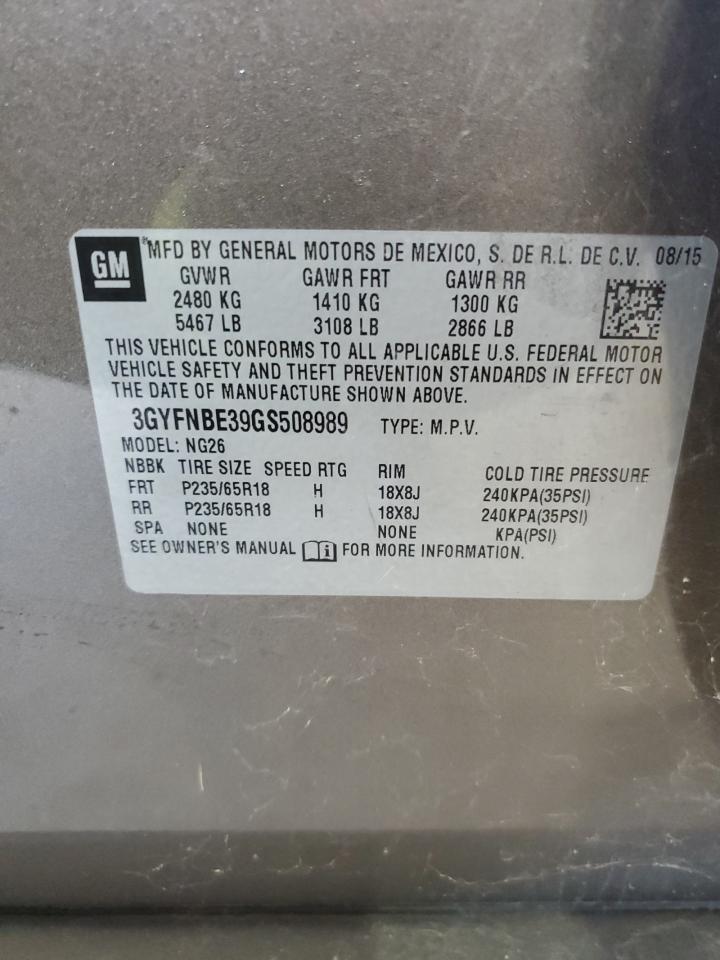 GM ® MFD BY GENERAL MOTORS DE MEXICO, S. DE R.L. DE C.V. 08/15
GVWR GAWR FRT GAWR RR
2480 KG 1410 KG 1300 KG
5467 LB 3108 LB 2866 LB
THIS VEHICLE CONFORMS TO ALL APPLICABLE U.S. FEDERAL MOTOR
VEHICLE SAFETY AND THEFT PREVENTION STANDARDS IN EFFECT ON
THE DATE OF MANUFACTURE SHOWN ABOVE.
3GYFNBE39GS508989 TYPE: M.P.V.
MODEL: NG26
NBBK TIRE SIZE SPEED RTG RIM COLD TIRE PRESSURE
FRT P235/65R18 H 18X8J 240KPA(35PSI)
RR P235/65R18 H 18X8J 240KPA(35PSI)
SPA NONE NONE KPA(PSI)
SEE OWNER'S MANUAL FOR MORE INFORMATION.